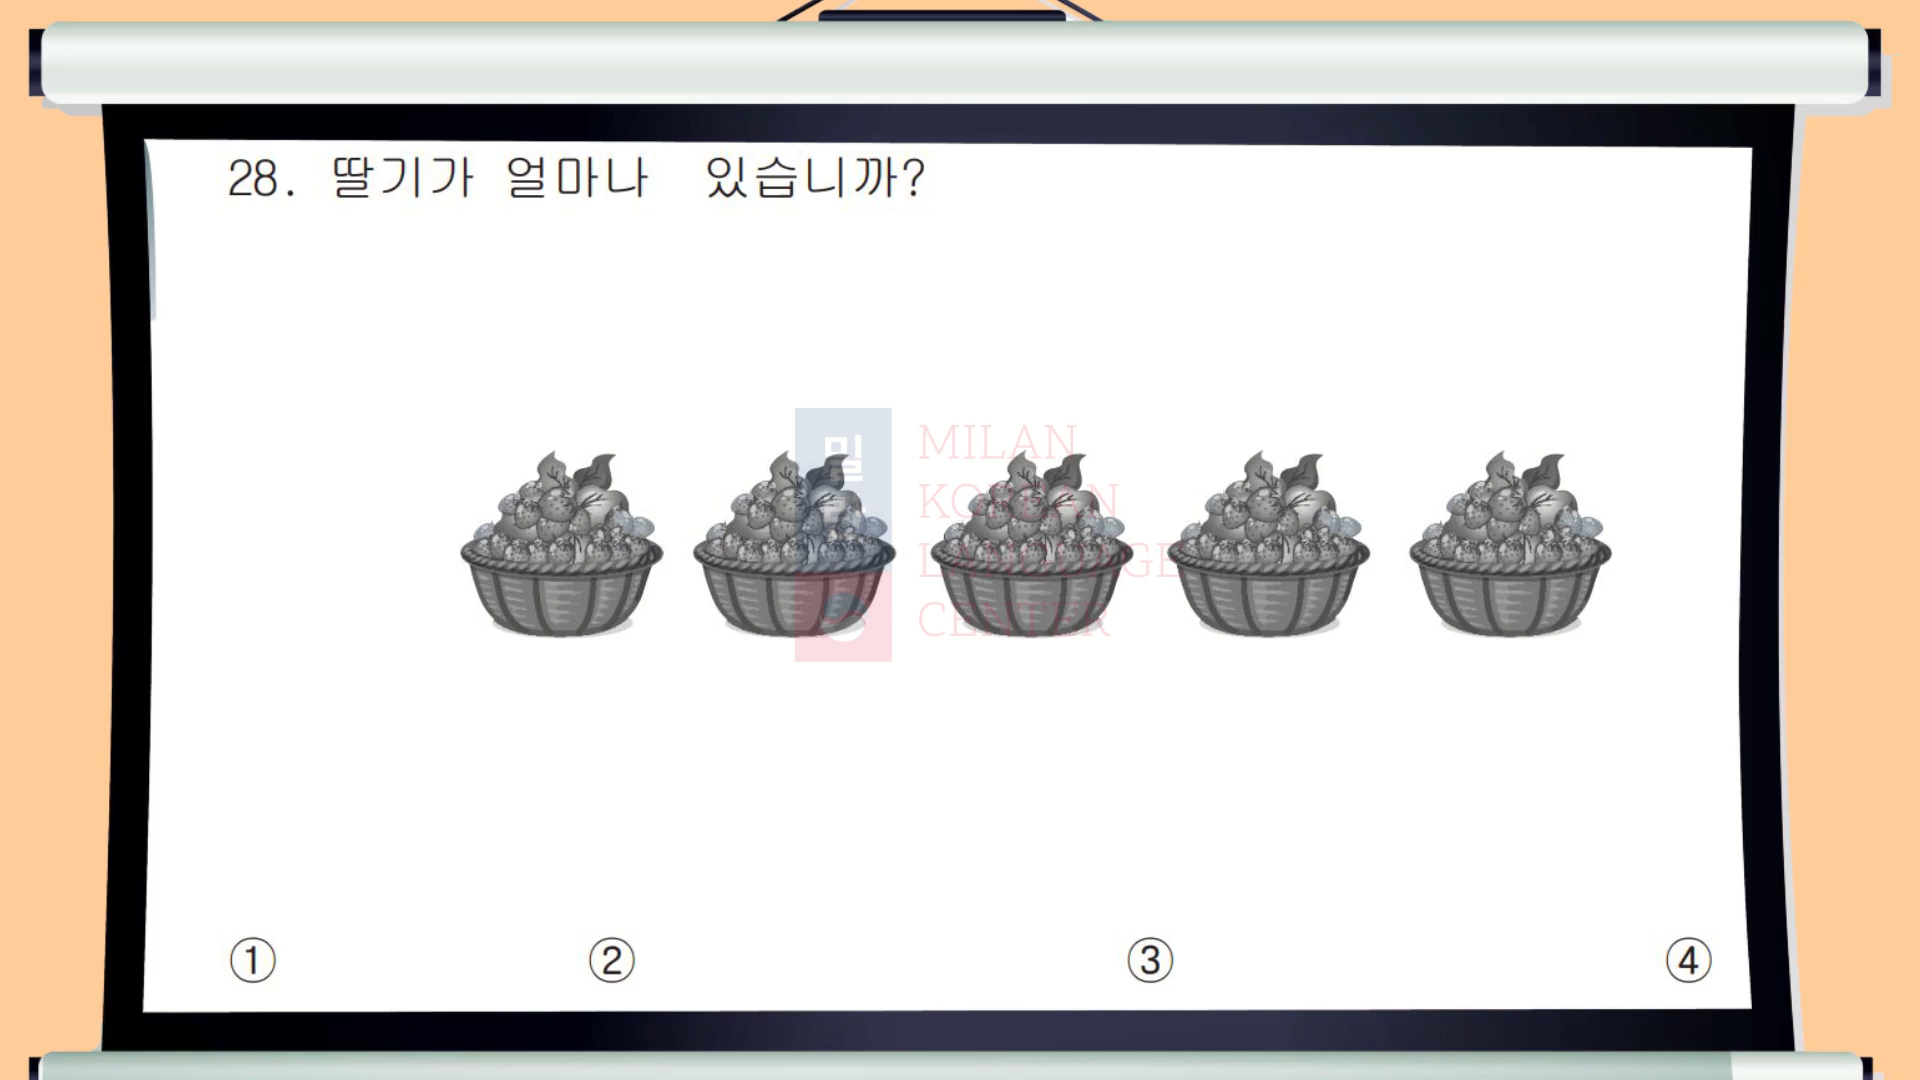 28. 딸기가 얼마나 있습니까?
밀
MILAN
KOREAN
LANGUAGE
CENTER
① ② ③ ④